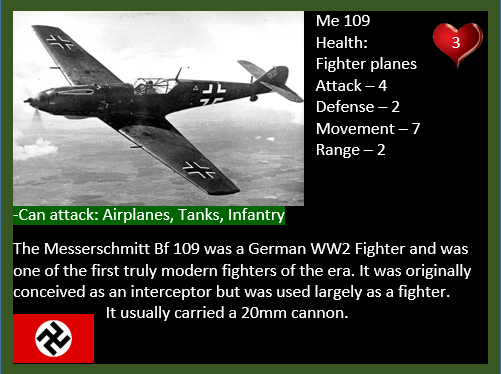 Me 109
Health:
3
Fighter planes
Attack – 4
Defense – 2
Movement – 7
Range – 2
-Can attack: Airplanes, Tanks, Infantry
The Messerschmitt Bf 109 was a German WW2 Fighter and was
one of the first truly modern fighters of the era. It was originally
conceived as an interceptor but was used largely as a fighter.
It usually carried a 20mm cannon.